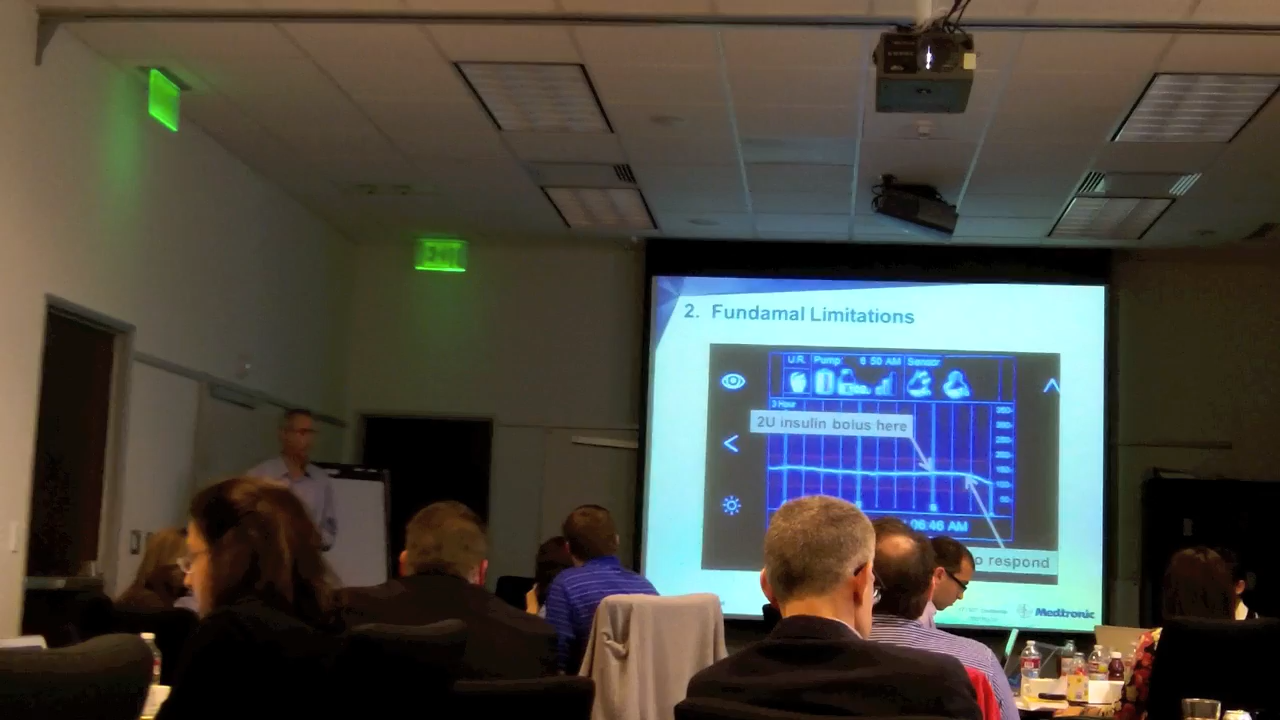 EXIT
2. Fundamal Limitations
U.R. Pump: 6 50 AM Sensor
3 Hour
2U insulin bolus here
06:46 AM
o respond
Medtronic